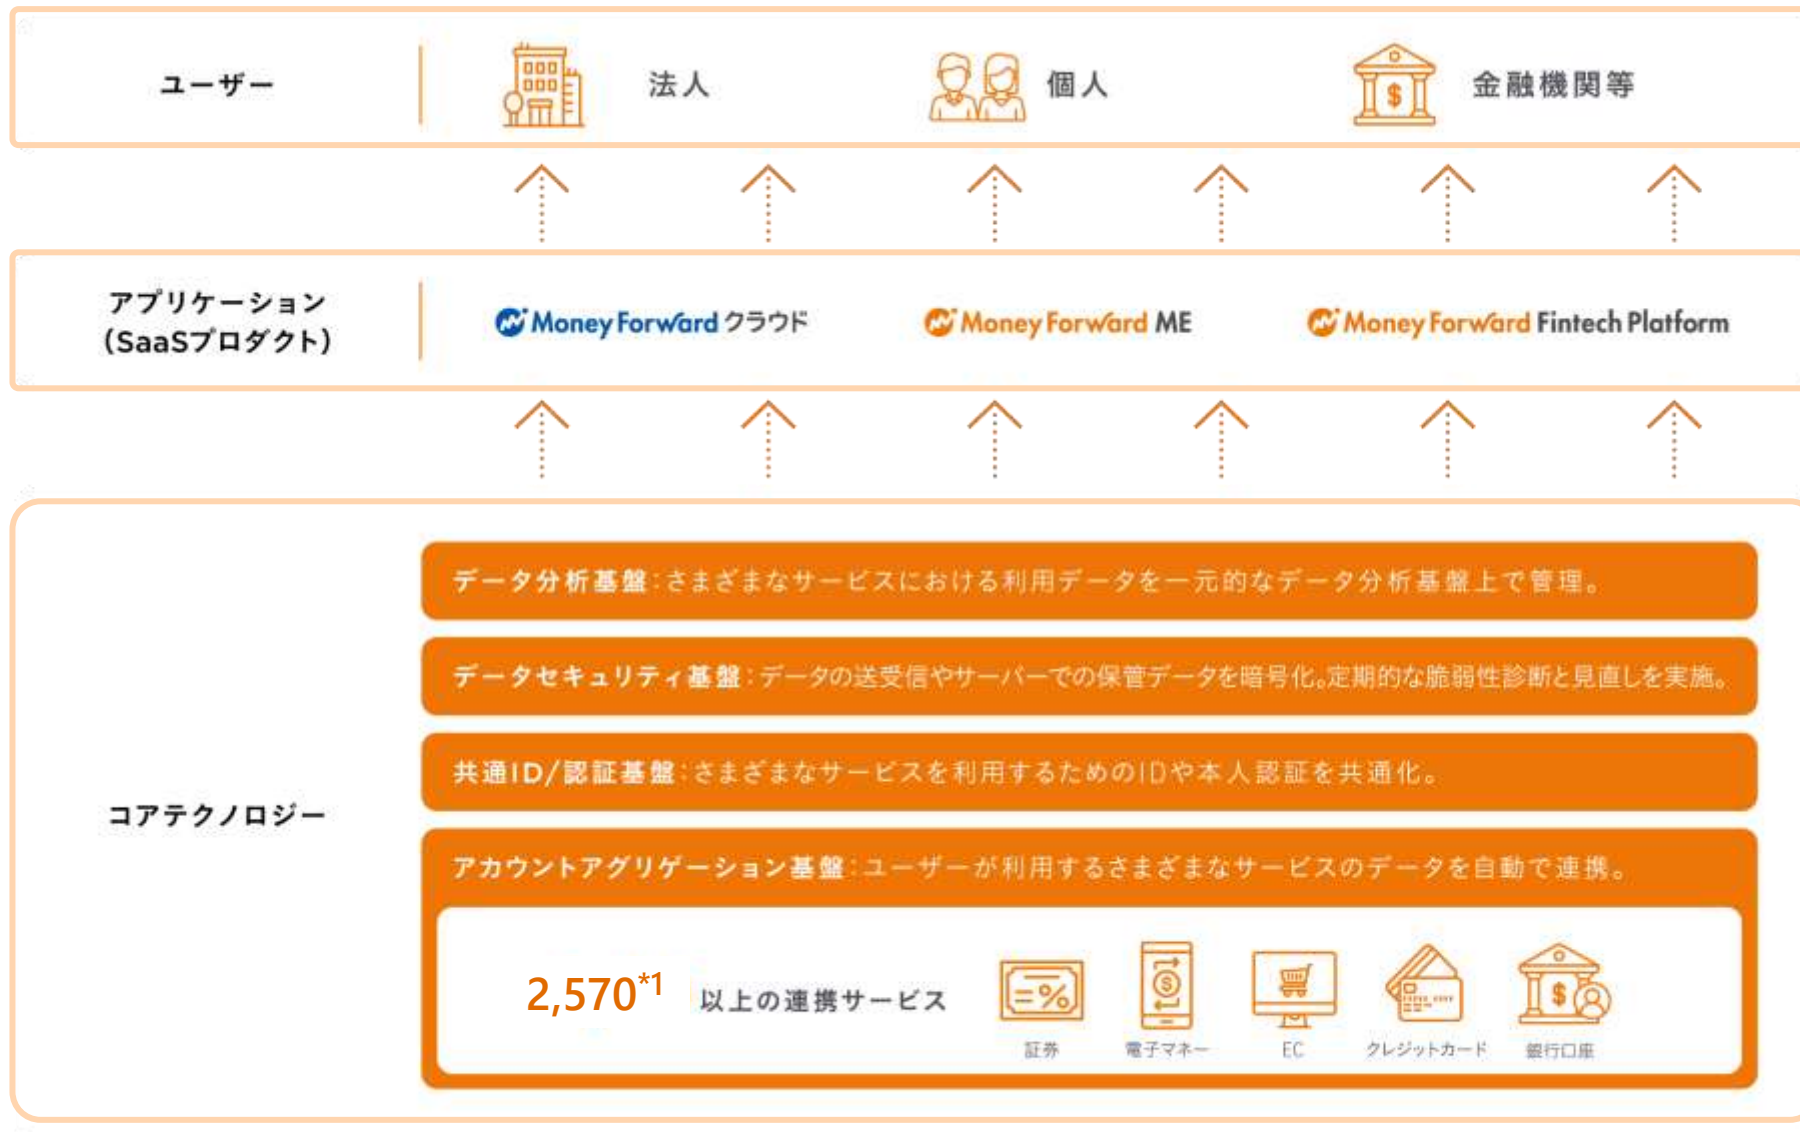 ユーザー
法人
個人
金融機関等
アプリケーション
(SaaSプロダクト)
Money Forward クラウド
Money Forward ME
Money Forward Fintech Platform
コアテクノロジー
データ分析基盤:さまざまなサービスにおける利用データを一元的なデータ分析基盤上で管理。
データセキュリティ基盤:データの送受信やサーバーでの保管データを暗号化。定期的な脆弱性診断と見直しを実施。
共通ID/認証基盤:さまざまなサービスを利用するためのIDや本人認証を共通化。
アカウントアグリゲーション基盤:ユーザーが利用するさまざまなサービスのデータを自動で連携。
2,570*1 以上の連携サービス
証券
電子マネー
EC
クレジットカード
銀行口座